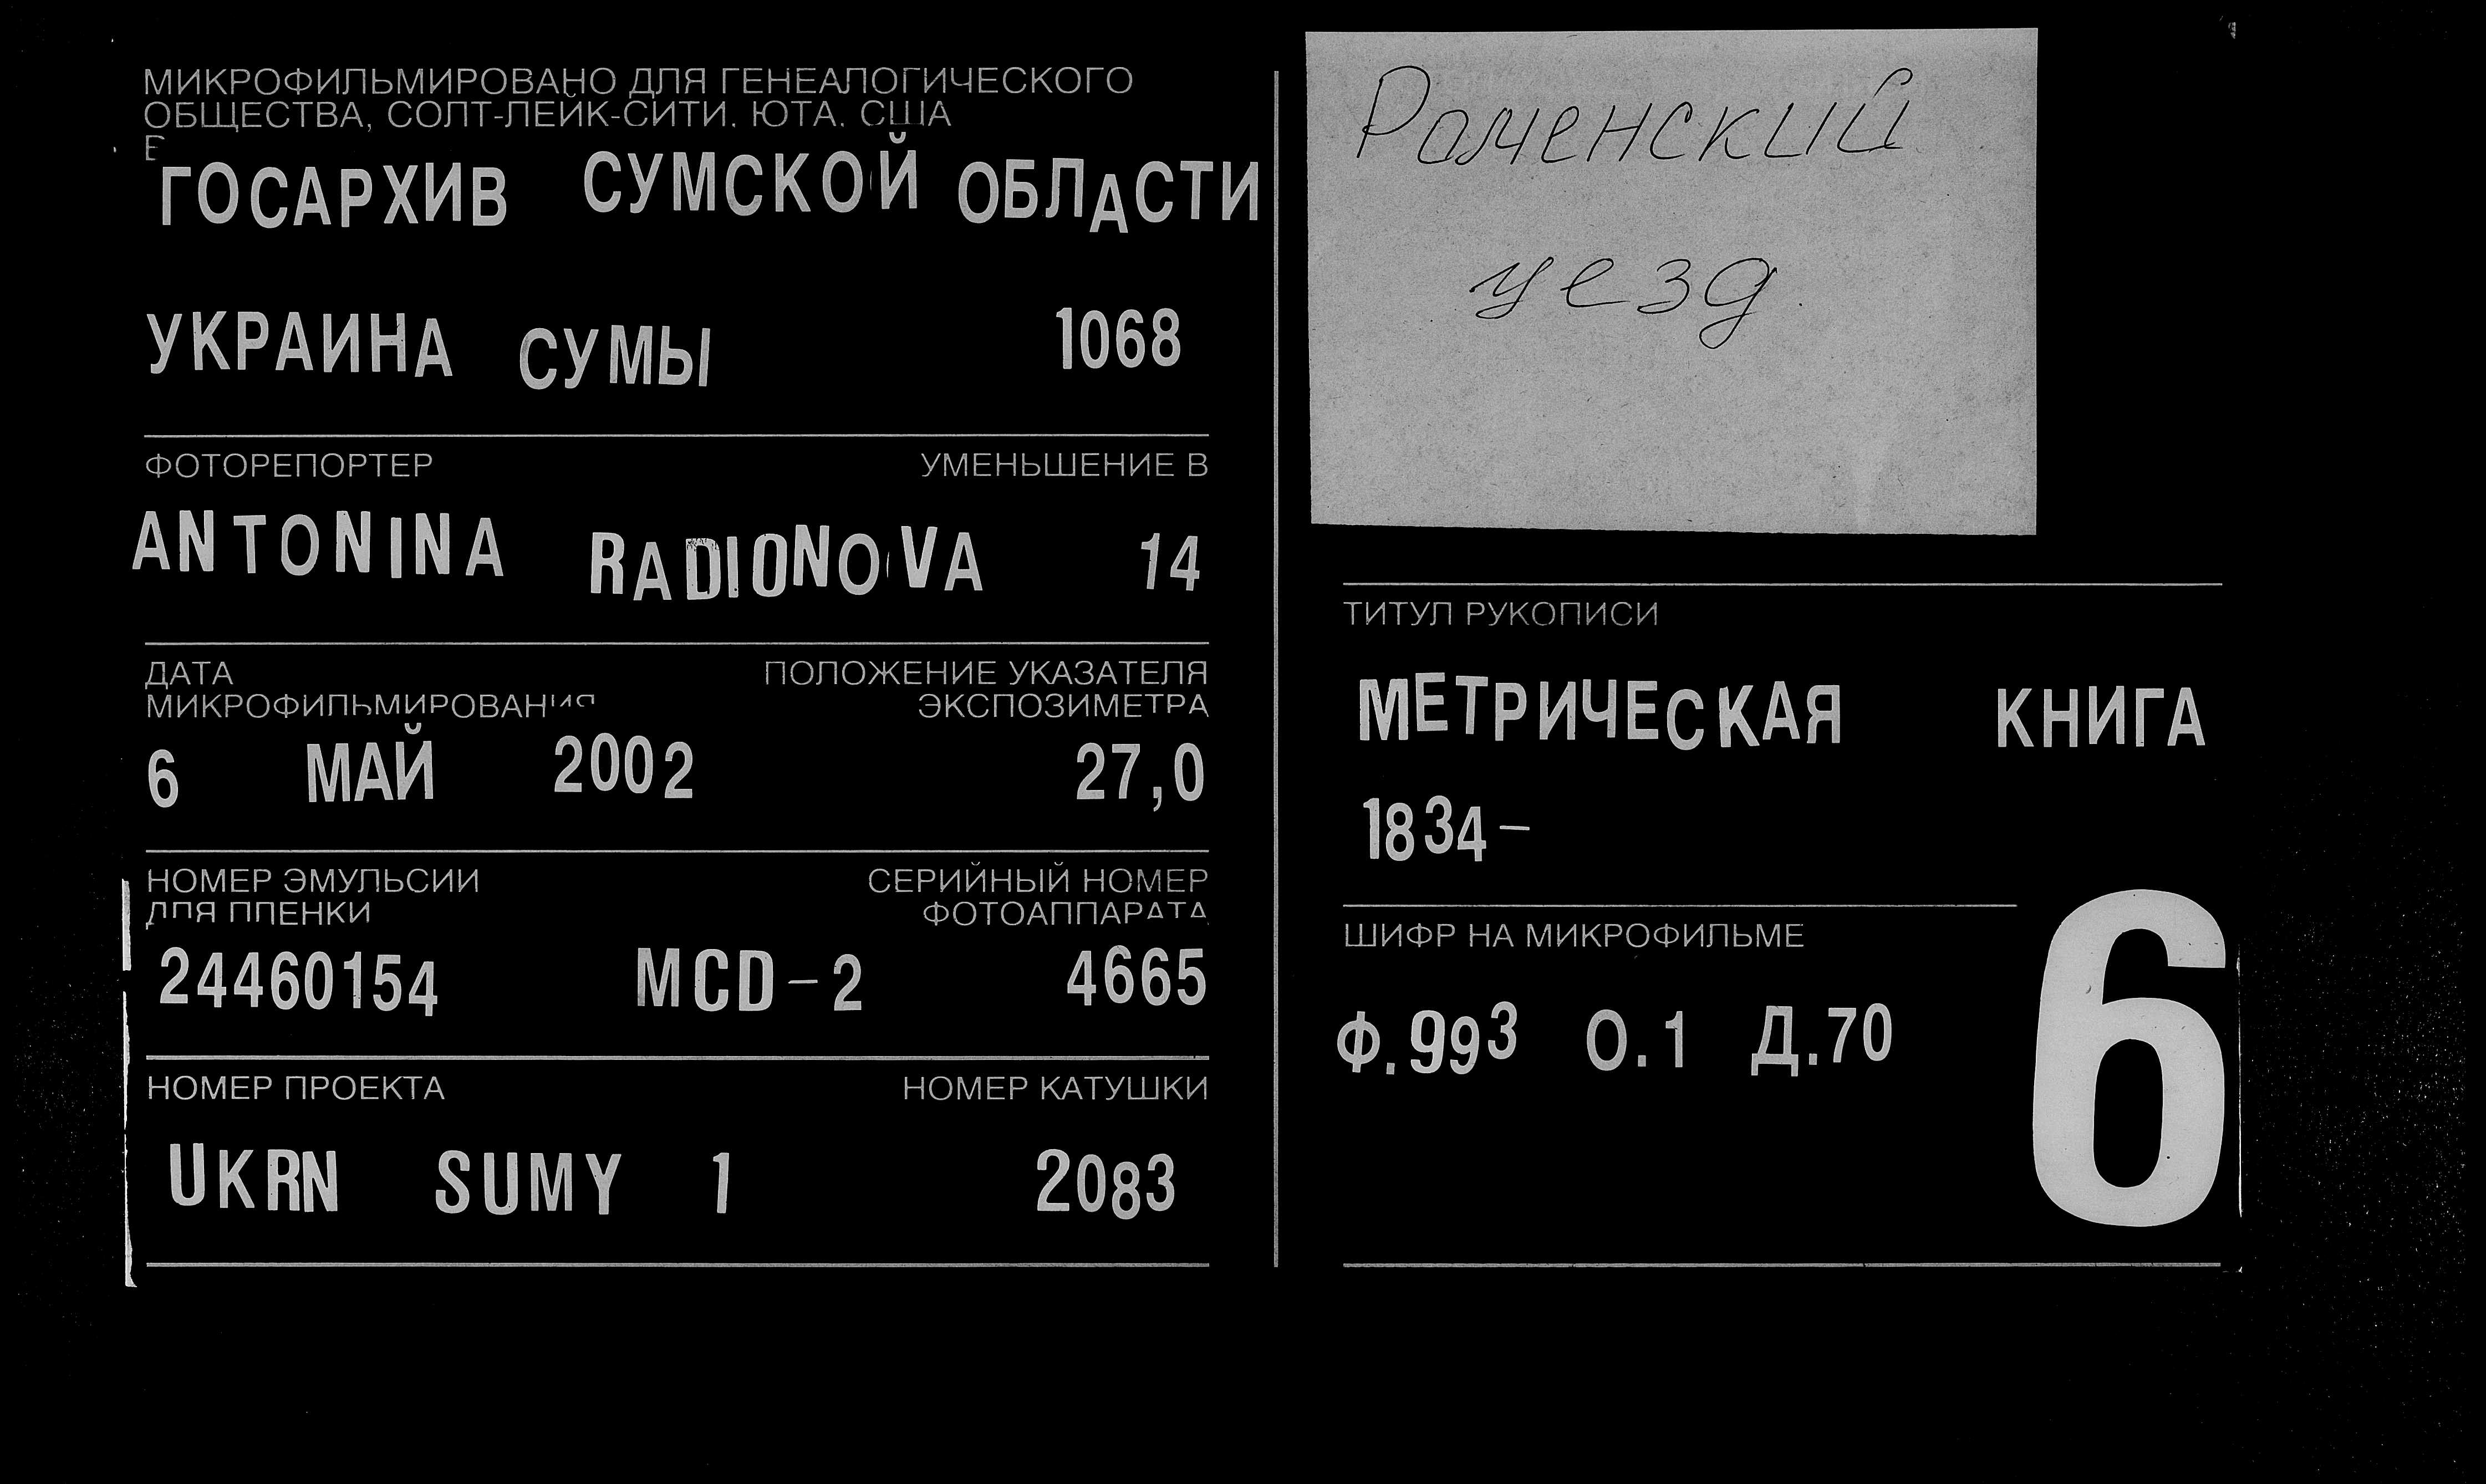 МИКРОФИЛЬМИРОВАНО ДЛЯ ГЕНЕАЛОГИЧЕСКОГО
ОБЩЕСТВА, СОЛТ-ЛЕЙК-СИТИ, ЮТА, США
В
ГОСАРХИВ СУМСКОЙ ОБЛАСТИ
УКРАИНА СУМЫ 1068
ФОТОРЕПОРТЕР УМЕНЬШЕНИЕ В
ANTONINA RADIONOVA 14
ДАТА ПОЛОЖЕНИЕ УКАЗАТЕЛЯ
МИКРОФИЛЬМИРОВАНИЯ ЭКСПОЗИМЕТРА
6 МАЙ 2002 27,0
НОМЕР ЭМУЛЬСИИ СЕРИЙНЫЙ НОМЕР
ДЛЯ ПЛЕНКИ ФОТОАППАРАТА
24460154 MCD-2 4665
НОМЕР ПРОЕКТА НОМЕР КАТУШКИ
UKRN SUMY 1 2083
Роменский
уезд.
ТИТУЛ РУКОПИСИ
МЕТРИЧЕСКАЯ КНИГА
1834-
ШИФР НА МИКРОФИЛЬМЕ
Ф.993 О.1 Д.70
6